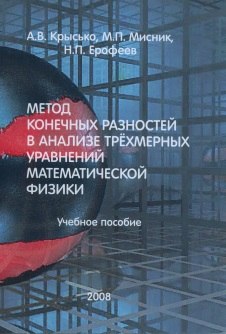 А.В. Крысько, М.П. Мисник,
Н.П. Ерофеев
МЕТОД
КОНЕЧНЫХ РАЗНОСТЕЙ
В АНАЛИЗЕ ТРЁХМЕРНЫХ
УРАВНЕНИЙ
МАТЕМАТИЧЕСКОЙ
ФИЗИКИ
Учебное пособие
2008